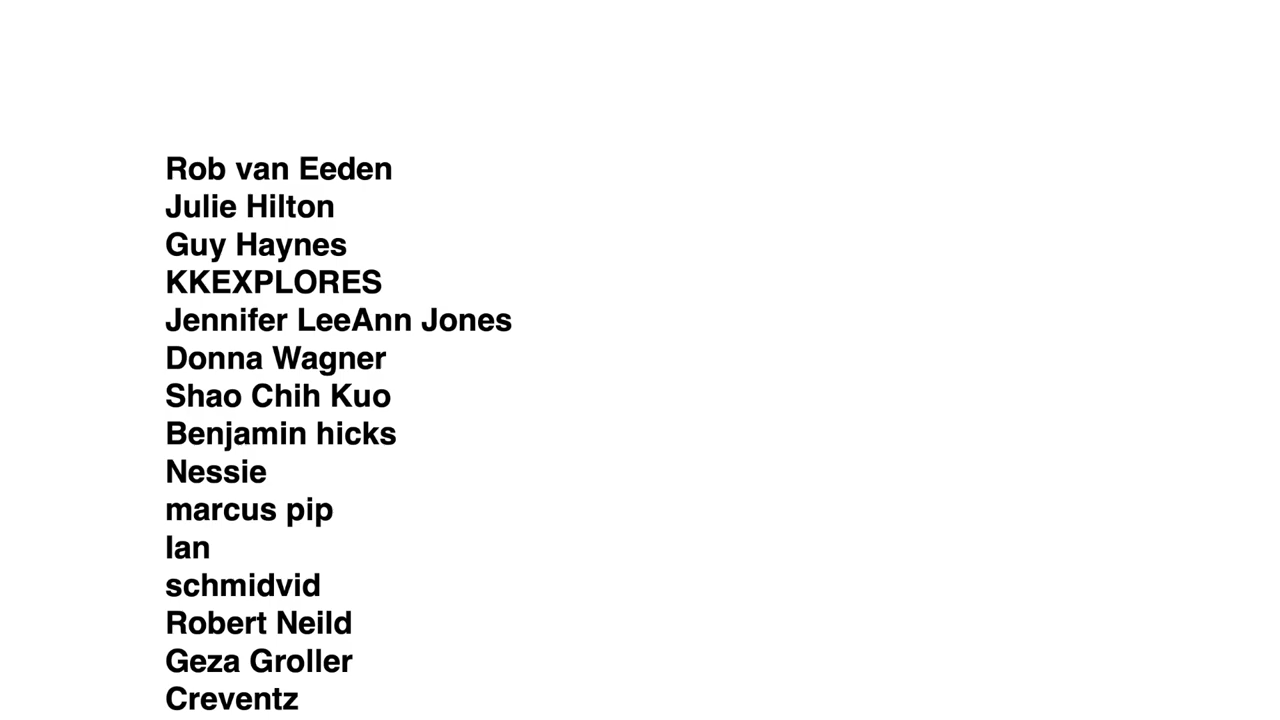 Rob van Eeden
Julie Hilton
Guy Haynes
KKEXPLORES
Jennifer LeeAnn Jones
Donna Wagner
Shao Chih Kuo
Benjamin hicks
Nessie
marcus pip
Ian
schmidvid
Robert Neild
Geza Groller
Creventz